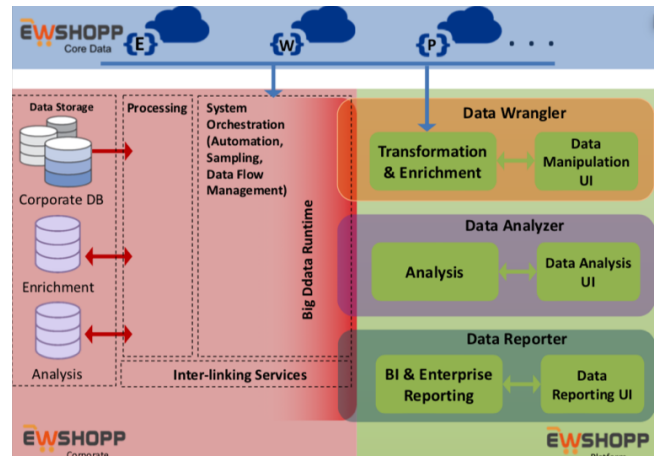 EWSHOPP
Core Data
{E}
{W}
{P}
. . .
Data Storage
Corporate DB
Enrichment
Analysis
Processing
System
Orchestration
(Automation,
Sampling,
Data Flow
Management)
Big Ddata Runtime
Inter-linking Services
Data Wrangler
Transformation
& Enrichment
Data
Manipulation
UI
Data Analyzer
Analysis
Data Analysis
UI
Data Reporter
BI & Enterprise
Reporting
Data
Reporting UI
EWSHOPP
Corporate
EWSHOPP
Platform